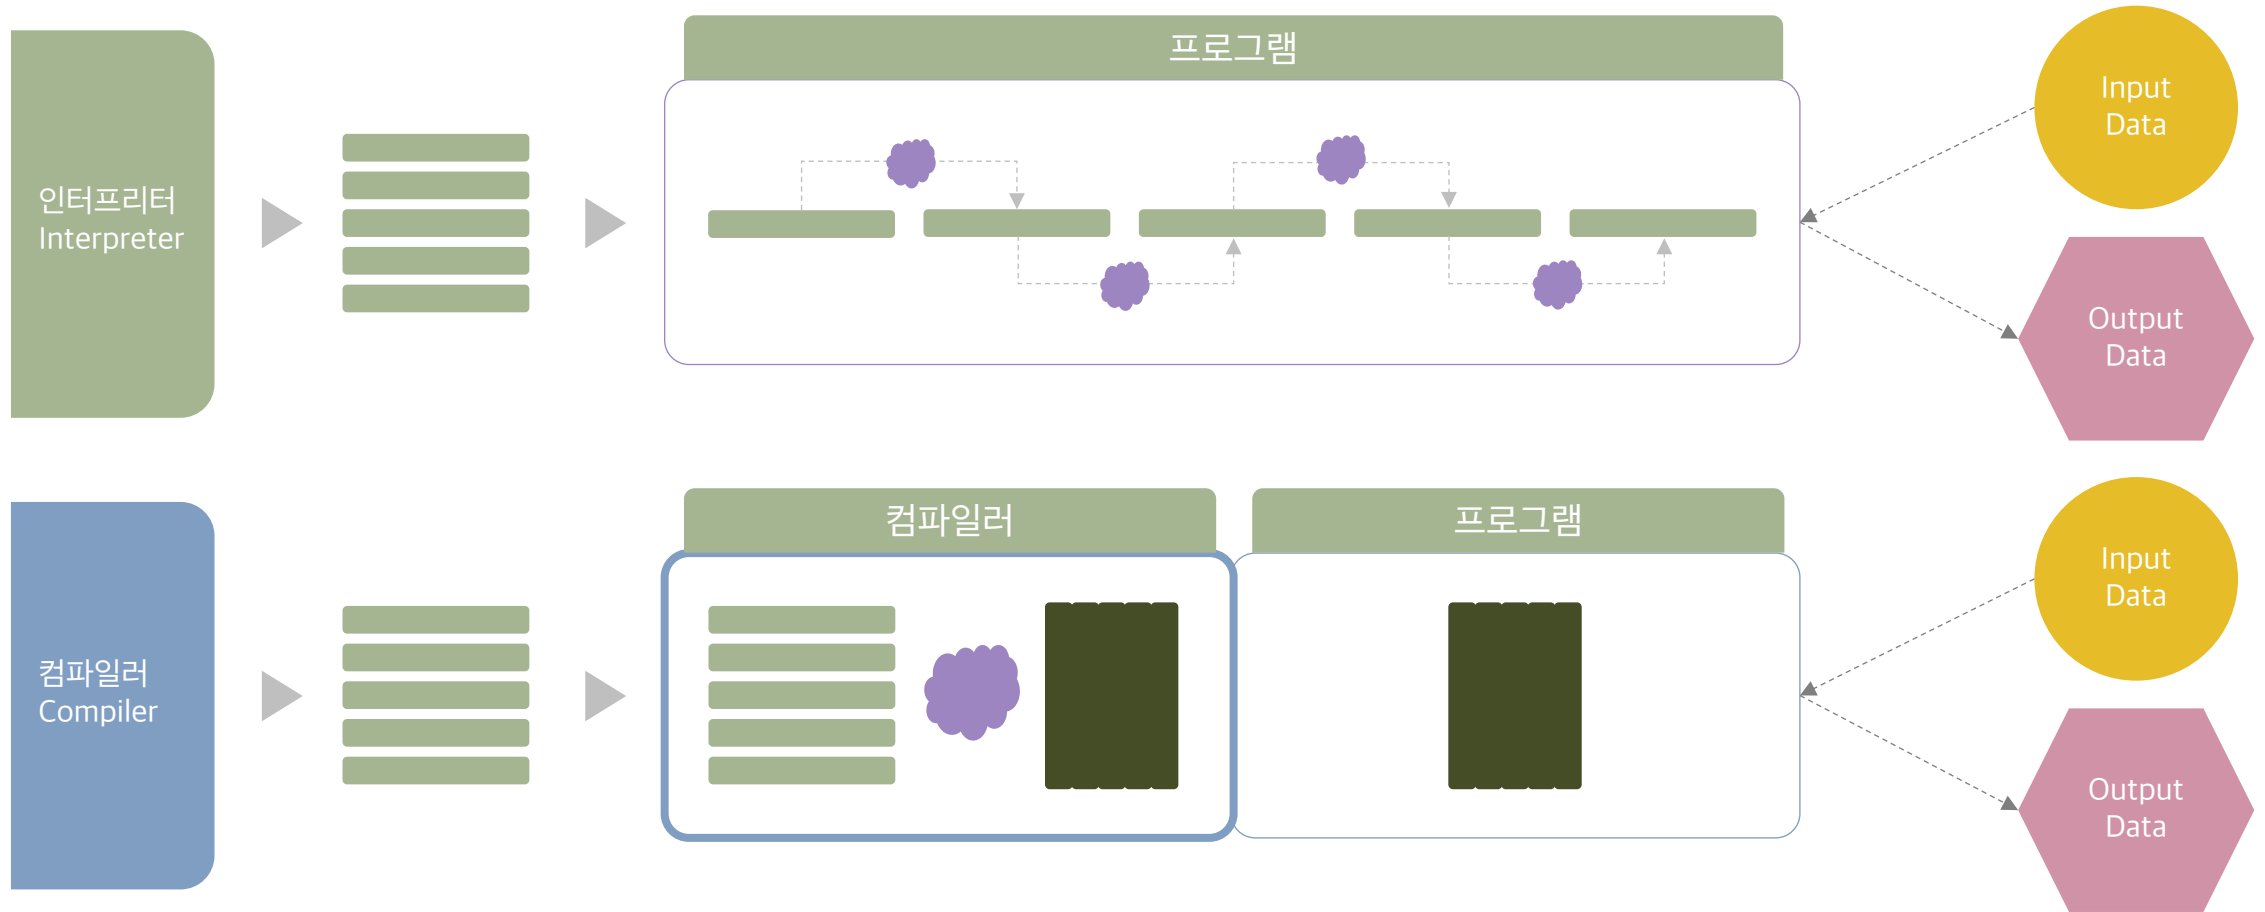 인터프리터
Interpreter
프로그램
Input
Data
Output
Data
컴파일러
Compiler
컴파일러
프로그램
Input
Data
Output
Data